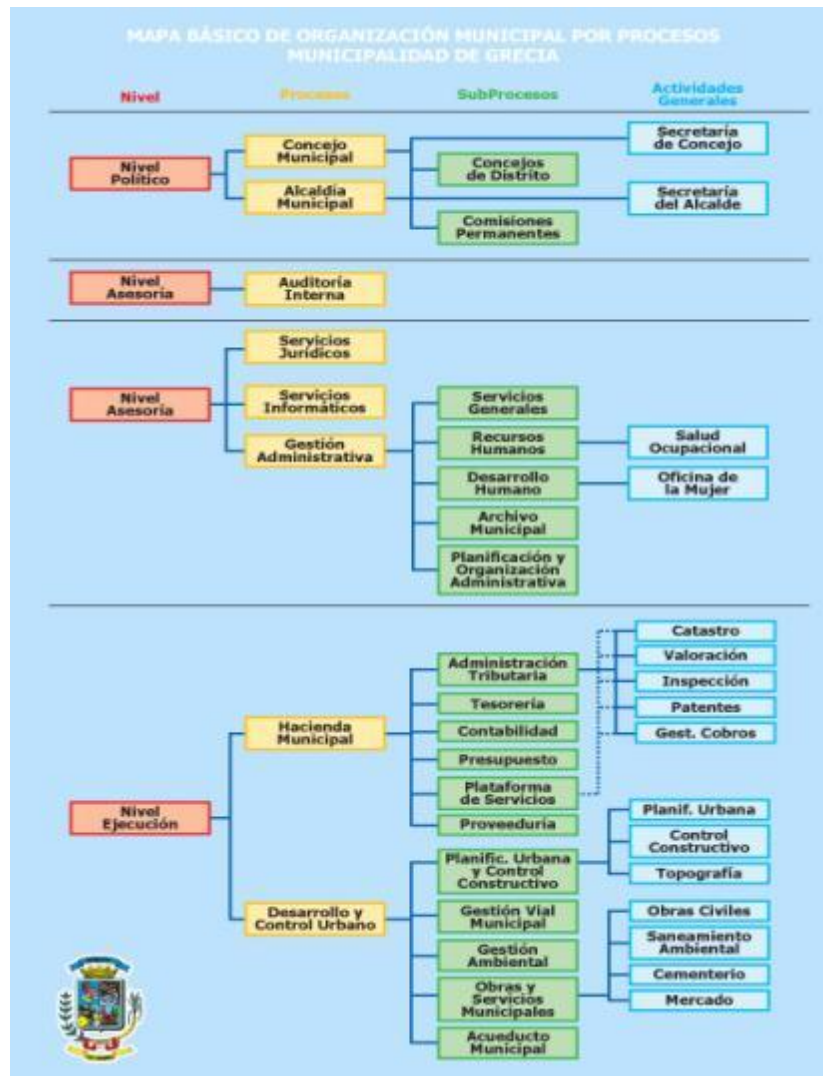 MAPA BÁSICO DE ORGANIZACIÓN MUNICIPAL POR PROCESOS
MUNICIPALIDAD DE GRECIA
Nivel
Procesos
SubProcesos
Actividades
Generales
Nivel
Político
Concejo
Municipal
Alcaldía
Municipal
Concejos
de Distrito
Comisiones
Permanentes
Secretaría
de Concejo
Secretaría
del Alcalde
Nivel
Asesoría
Auditoría
Interna
Nivel
Asesoría
Servicios
Jurídicos
Servicios
Informáticos
Gestión
Administrativa
Servicios
Generales
Recursos
Humanos
Desarrollo
Humano
Archivo
Municipal
Planificación y
Organización
Administrativa
Salud
Ocupacional
Oficina de
la Mujer
Nivel
Ejecución
Hacienda
Municipal
Administración
Tributaria
Tesorería
Contabilidad
Presupuesto
Plataforma
de Servicios
Proveeduría
Catastro
Valoración
Inspección
Patentes
Gest. Cobros
Desarrollo y
Control Urbano
Planific. Urbana
y Control
Constructivo
Gestión Vial
Municipal
Gestión
Ambiental
Obras y
Servicios
Municipales
Acueducto
Municipal
Planif. Urbana
Control
Constructivo
Topografía
Obras Civiles
Saneamiento
Ambiental
Cementerio
Mercado